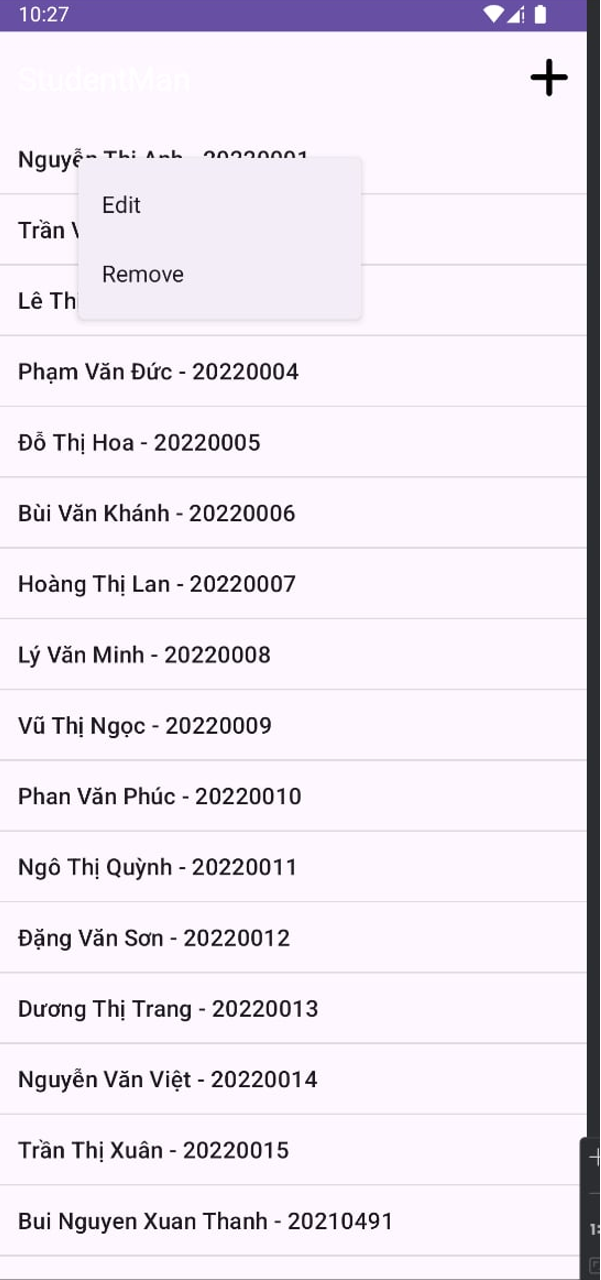 10:27
StudentMan
Nguyễn Thị Anh - 20220001
Edit
Trần V
Remove
Lê Th
Phạm Văn Đức - 20220004
Đỗ Thị Hoa - 20220005
Bùi Văn Khánh - 20220006
Hoàng Thị Lan - 20220007
Lý Văn Minh - 20220008
Vũ Thị Ngọc - 20220009
Phan Văn Phúc - 20220010
Ngô Thị Quỳnh - 20220011
Đặng Văn Sơn - 20220012
Dương Thị Trang - 20220013
Nguyễn Văn Việt - 20220014
Trần Thị Xuân - 20220015
Bui Nguyen Xuan Thanh - 20210491
1: